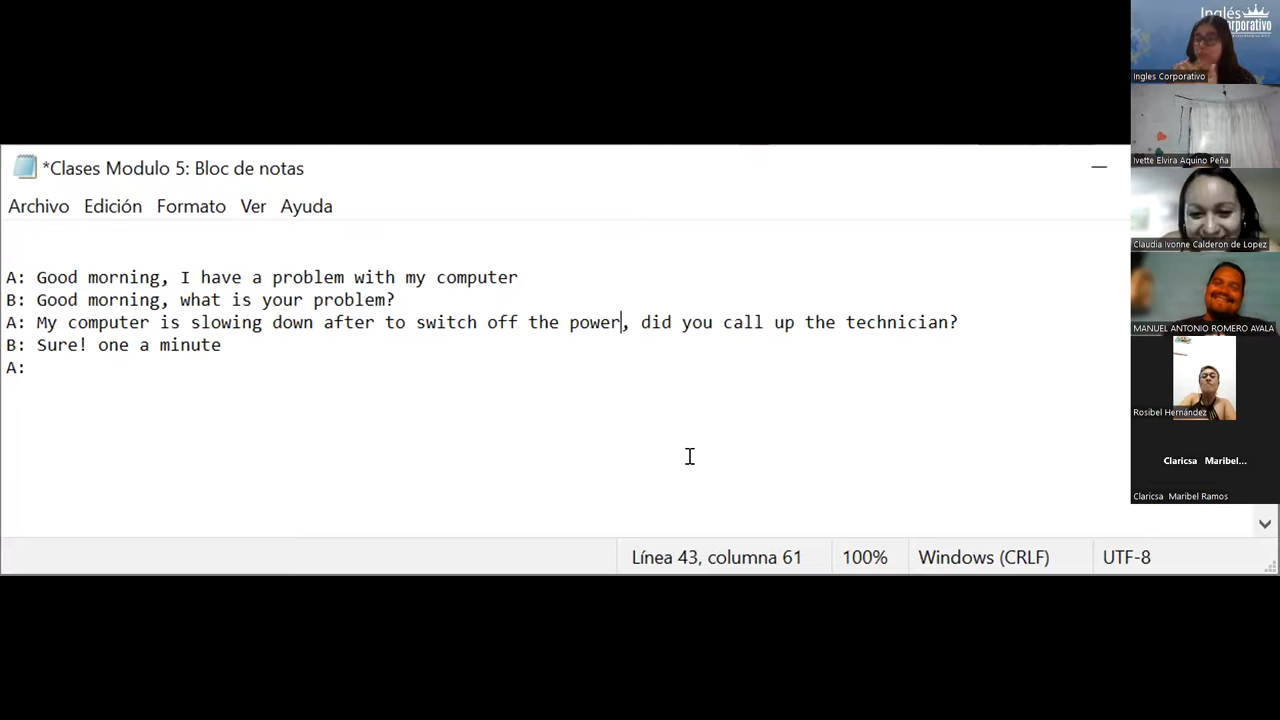 *Clases Modulo 5: Bloc de notas
Archivo Edición Formato Ver Ayuda
A: Good morning, I have a problem with my computer
B: Good morning, what is your problem?
A: My computer is slowing down after to switch off the power, did you call up the technician?
B: Sure! one a minute
A:
Línea 43, columna 61 100% Windows (CRLF) UTF-8
Inglés
Corporativo
Ingles Corporativo
Ivette Elvira Aquino Peña
Claudia Ivonne Calderon de Lopez
MANUEL ANTONIO ROMERO AYALA
Rosibel Hernández
Claricsa Maribel...
Claricsa Maribel Ramos